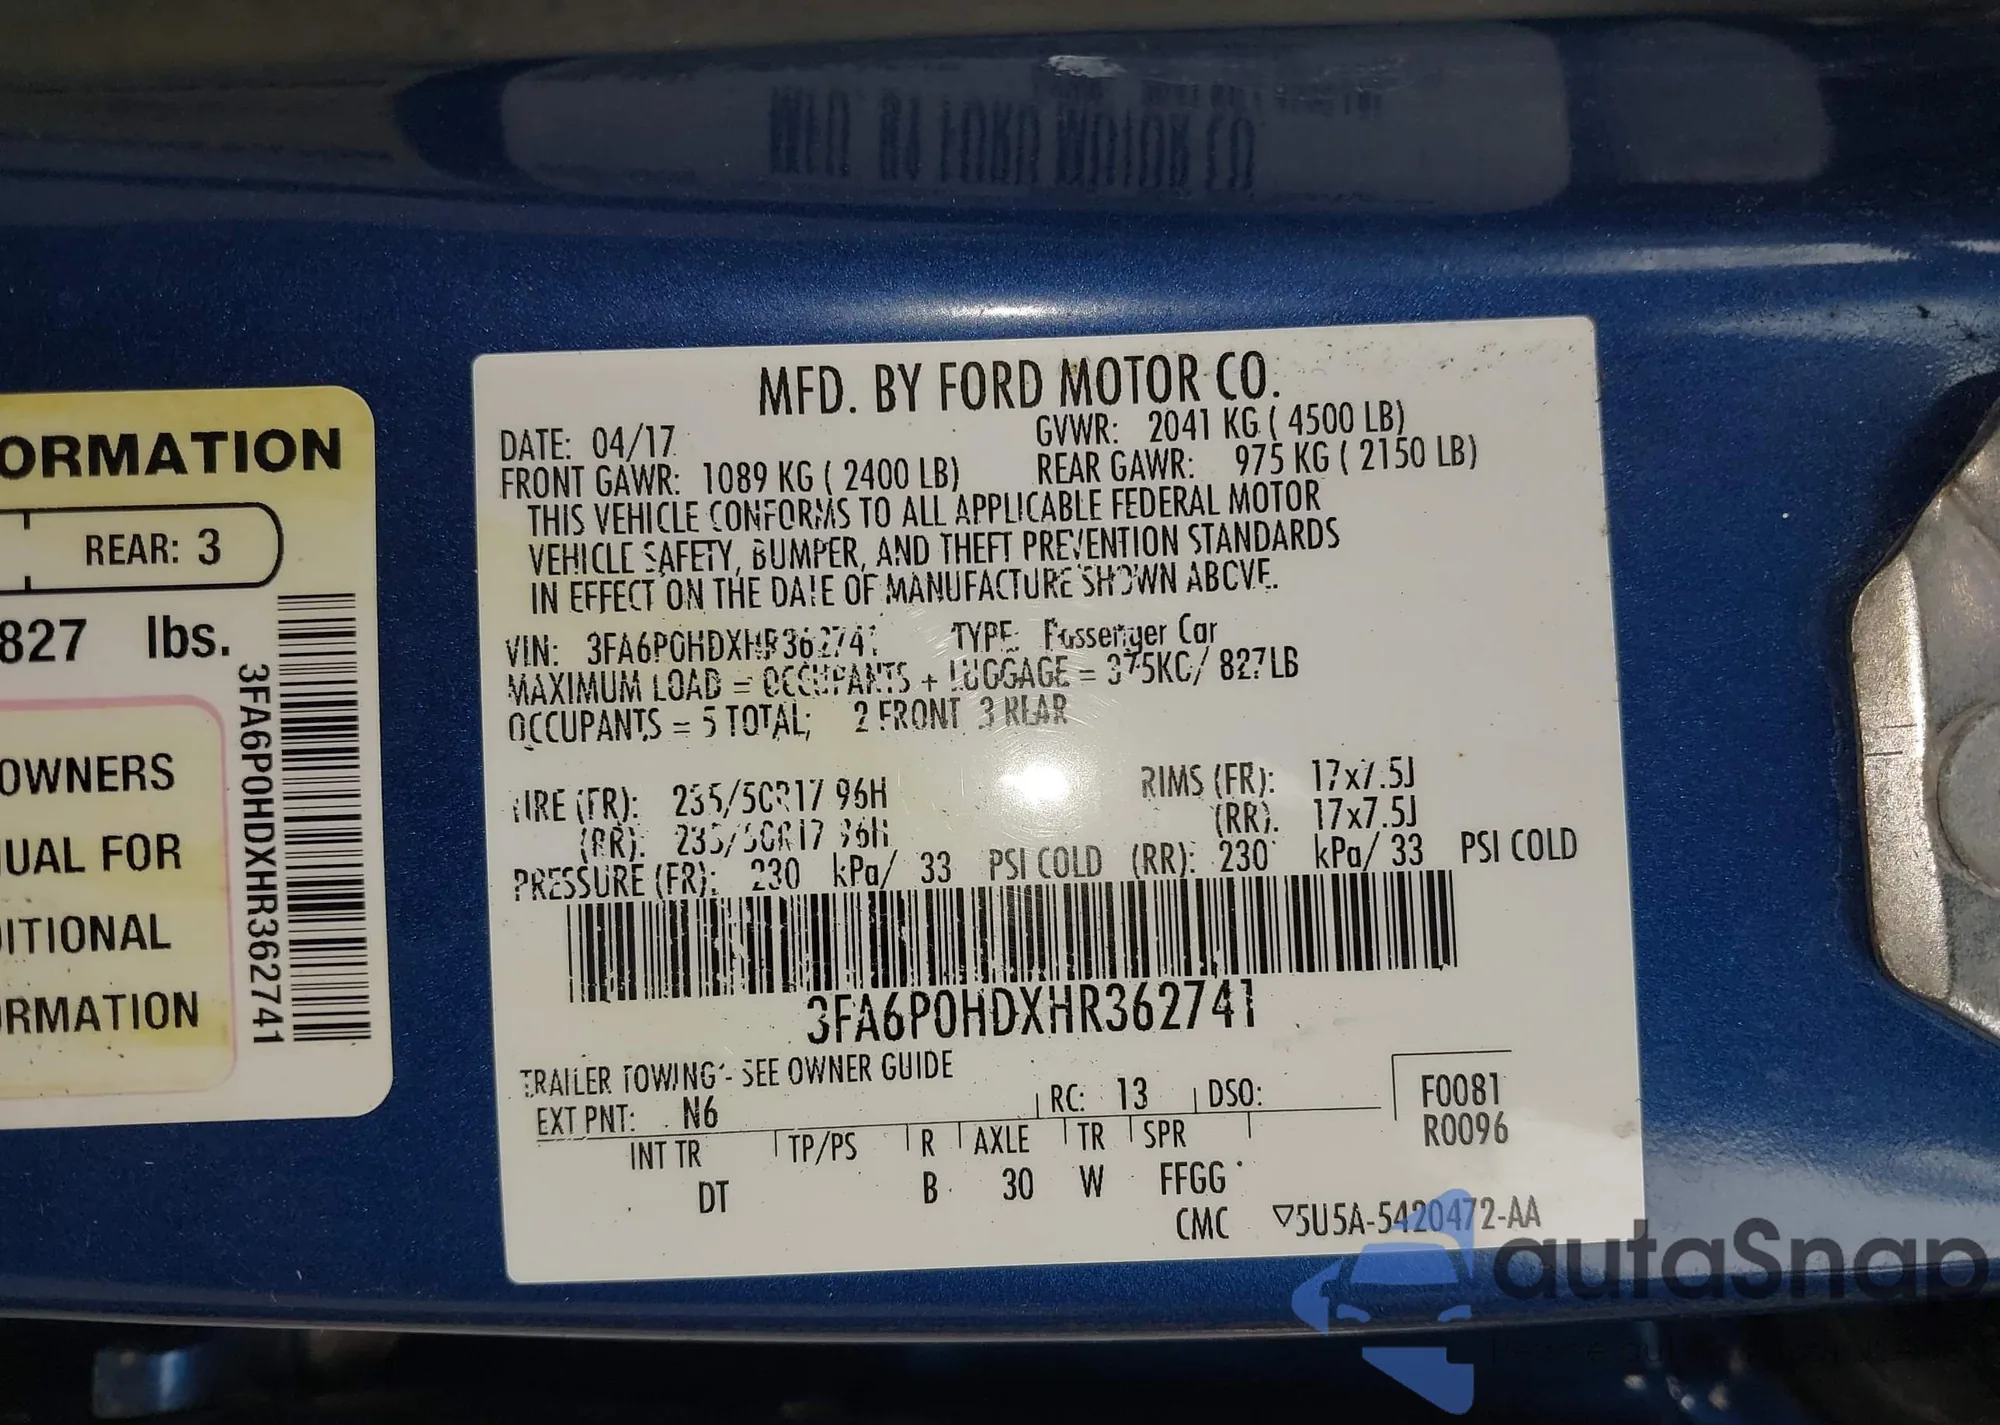 ORMATION
REAR: 3
827 lbs.
3FA6P0HDXHR362741
OWNERS
UAL FOR
DITIONAL
ORMATION
MFD. BY FORD MOTOR CO.
DATE: 04/17 GVWR: 2041 KG ( 4500 LB)
FRONT GAWR: 1089 KG ( 2400 LB) REAR GAWR: 975 KG ( 2150 LB)
THIS VEHICLE CONFORMS TO ALL APPLICABLE FEDERAL MOTOR
VEHICLE SAFETY, BUMPER, AND THEFT PREVENTION STANDARDS
IN EFFECT ON THE DATE OF MANUFACTURE SHOWN ABOVE.
VIN: 3FA6P0HDXHR362741 TYPE: Passenger Car
MAXIMUM LOAD = OCCUPANTS + LUGGAGE = 375KG/ 827LB
OCCUPANTS = 5 TOTAL; 2 FRONT 3 REAR
TIRE (FR): 235/50R17 96H RIMS (FR): 17x7.5J
(RR): 235/50R17 96H (RR): 17x7.5J
PRESSURE (FR): 230 kPa/ 33 PSI COLD (RR): 230 kPa/ 33 PSI COLD
3FA6P0HDXHR362741
TRAILER TOWING - SEE OWNER GUIDE
EXT PNT: N6 RC: 13 DSO: F0081
R0096
INT TR TP/PS R AXLE TR SPR
DT B 30 W FFGG
CMC ▽5U5A-5420472-AA
autaSnap